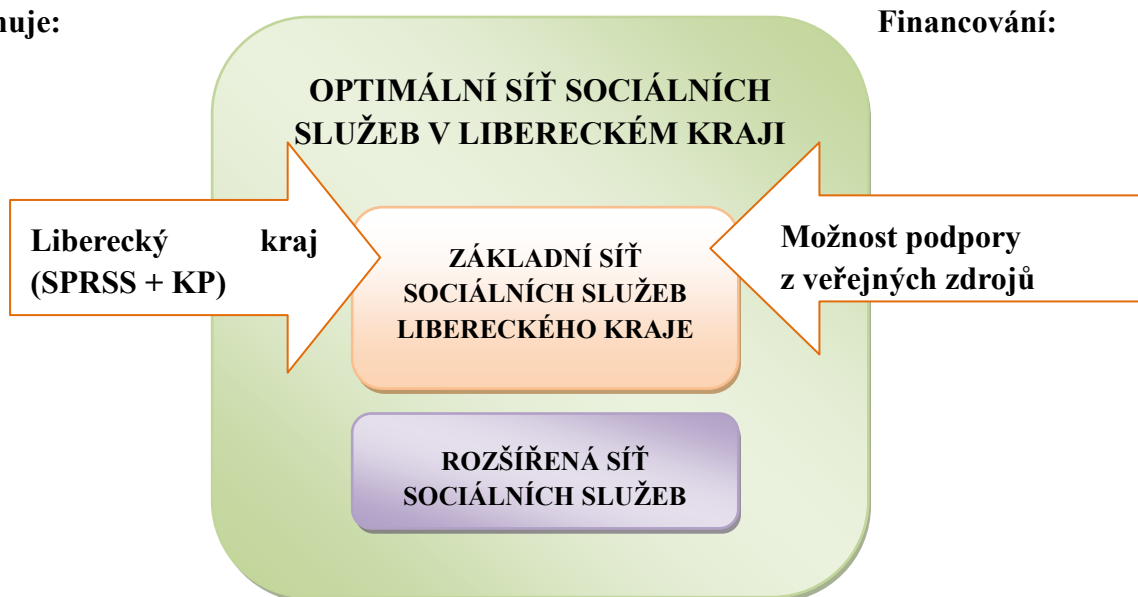 nuje:
Financování:
OPTIMÁLNÍ SÍŤ SOCIÁLNÍCH
SLUŽEB V LIBERECKÉM KRAJI
Liberecký kraj
(SPRSS + KP)
ZÁKLADNÍ SÍŤ
SOCIÁLNÍCH SLUŽEB
LIBERECKÉHO KRAJE
Možnost podpory
z veřejných zdrojů
ROZŠÍŘENÁ SÍŤ
SOCIÁLNÍCH SLUŽEB